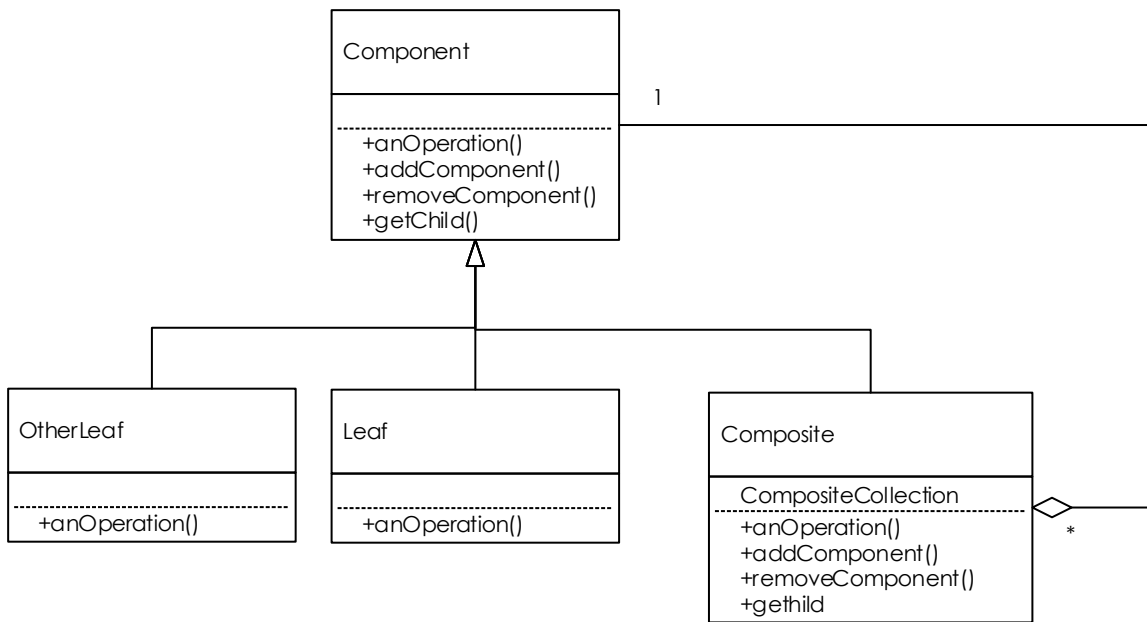 Component
1
+anOperation()
+addComponent()
+removeComponent()
+getChild()
OtherLeaf
+anOperation()
Leaf
+anOperation()
Composite
CompositeCollection
+anOperation()
+addComponent()
+removeComponent()
+gethild
*